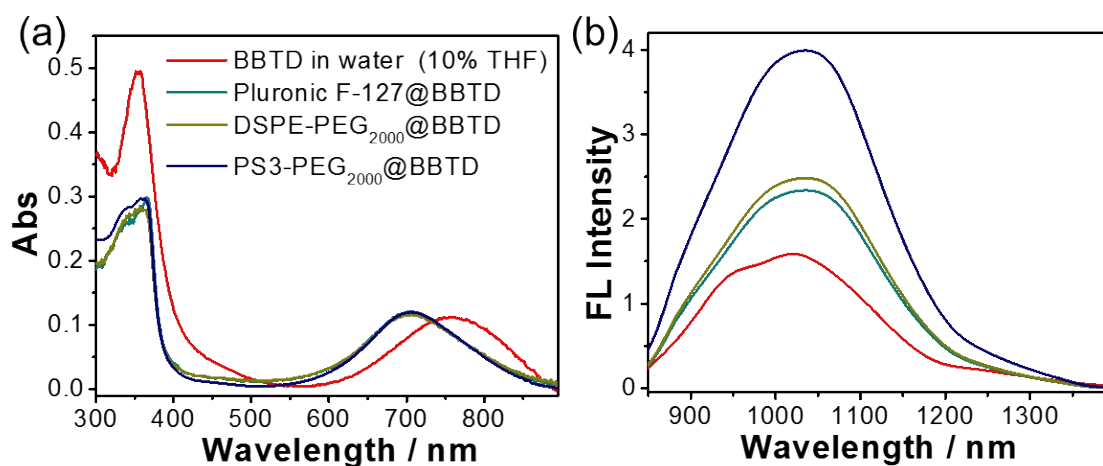 (a)
BBTD in water (10% THF)
Pluronic F-127@BBTD
DSPE-PEG2000@BBTD
PS3-PEG2000@BBTD
Abs
0.5
0.4
0.3
0.2
0.1
0.0
300 400 500 600 700 800
Wavelength / nm
(b)
FL Intensity
4
3
2
1
0
900 1000 1100 1200 1300
Wavelength / nm